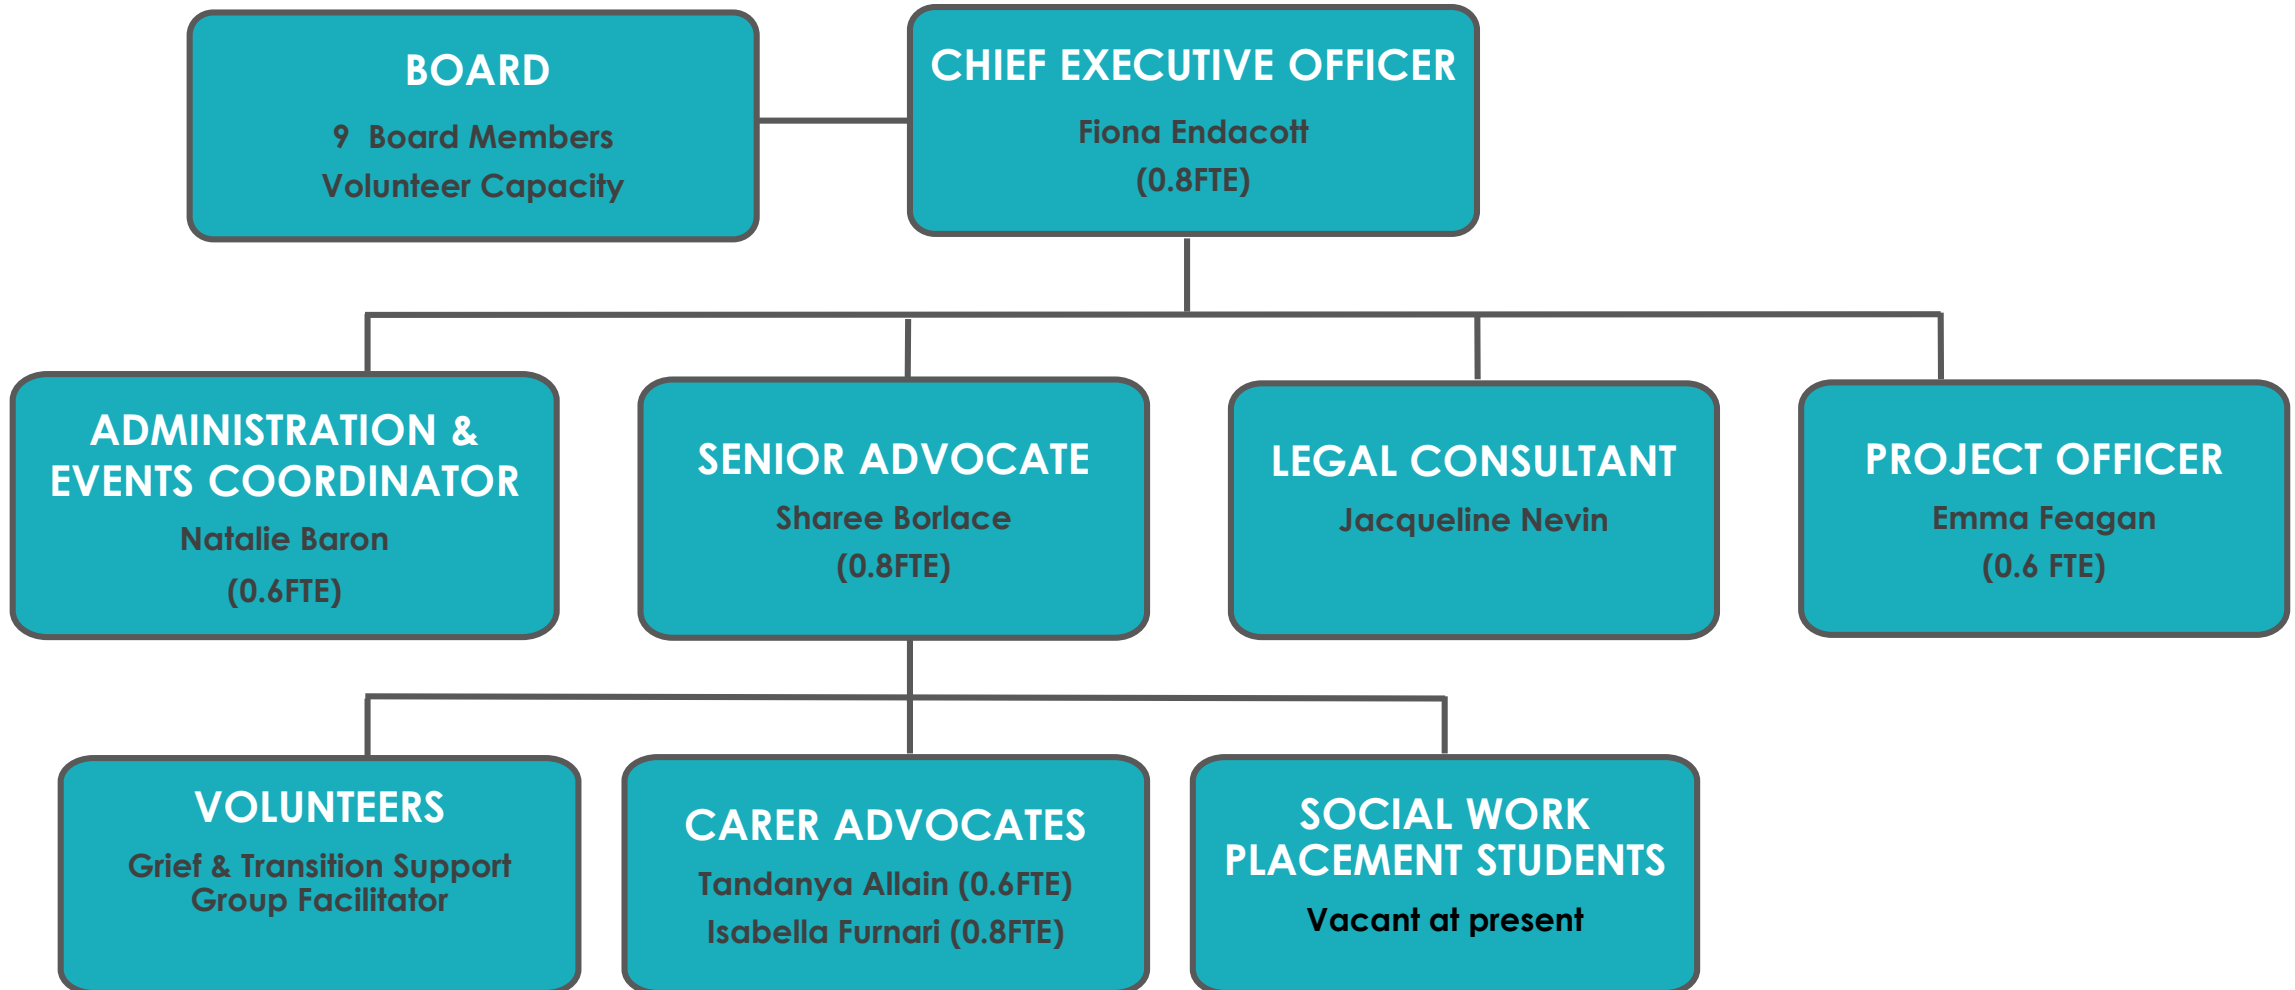 BOARD
9 Board Members
Volunteer Capacity
CHIEF EXECUTIVE OFFICER
Fiona Endacott
(0.8FTE)
ADMINISTRATION &
EVENTS COORDINATOR
Natalie Baron
(0.6FTE)
SENIOR ADVOCATE
Sharee Borlace
(0.8FTE)
LEGAL CONSULTANT
Jacqueline Nevin
PROJECT OFFICER
Emma Feagan
(0.6 FTE)
VOLUNTEERS
Grief & Transition Support
Group Facilitator
CARER ADVOCATES
Tandanya Allain (0.6FTE)
Isabella Furnari (0.8FTE)
SOCIAL WORK
PLACEMENT STUDENTS
Vacant at present